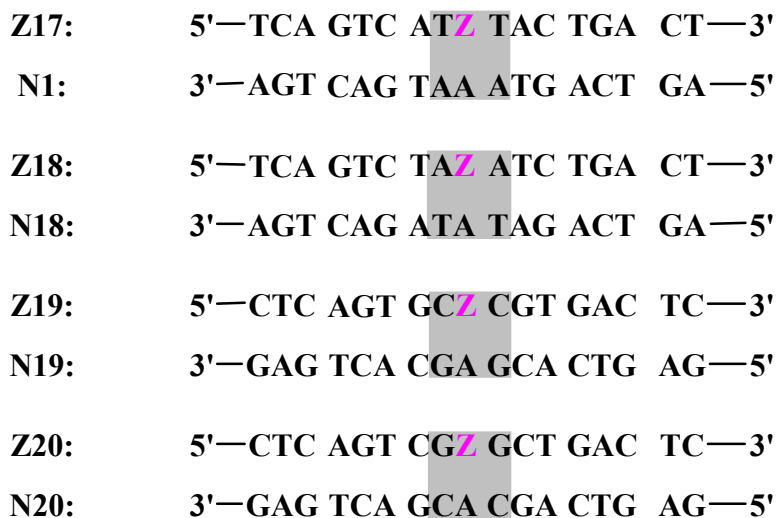 Z17: 5'—TCA GTC ATZ TAC TGA CT—3'
N1: 3'—AGT CAG TAA ATG ACT GA—5'
Z18: 5'—TCA GTC TAZ ATC TGA CT—3'
N18: 3'—AGT CAG ATA TAG ACT GA—5'
Z19: 5'—CTC AGT GCZ CGT GAC TC—3'
N19: 3'—GAG TCA CGA GCA CTG AG—5'
Z20: 5'—CTC AGT CGZ GCT GAC TC—3'
N20: 3'—GAG TCA GCA CGA CTG AG—5'